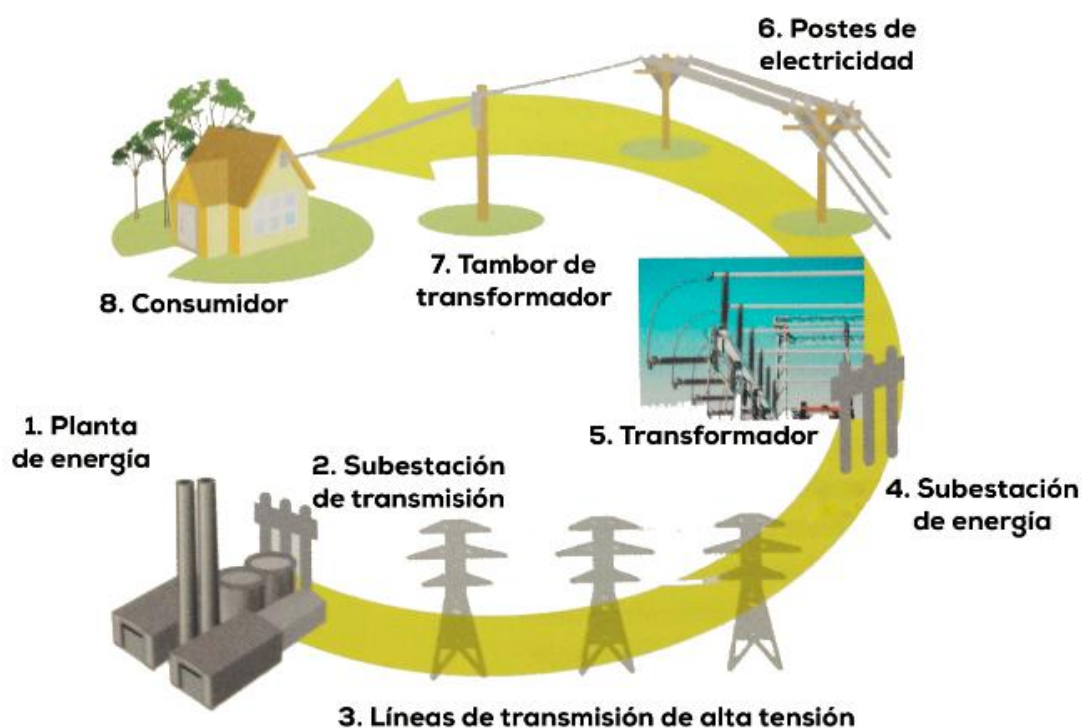 1. Planta
de energía
2. Subestación
de transmisión
3. Líneas de transmisión de alta tensión
4. Subestación
de energía
5. Transformador
6. Postes de
electricidad
7. Tambor de
transformador
8. Consumidor